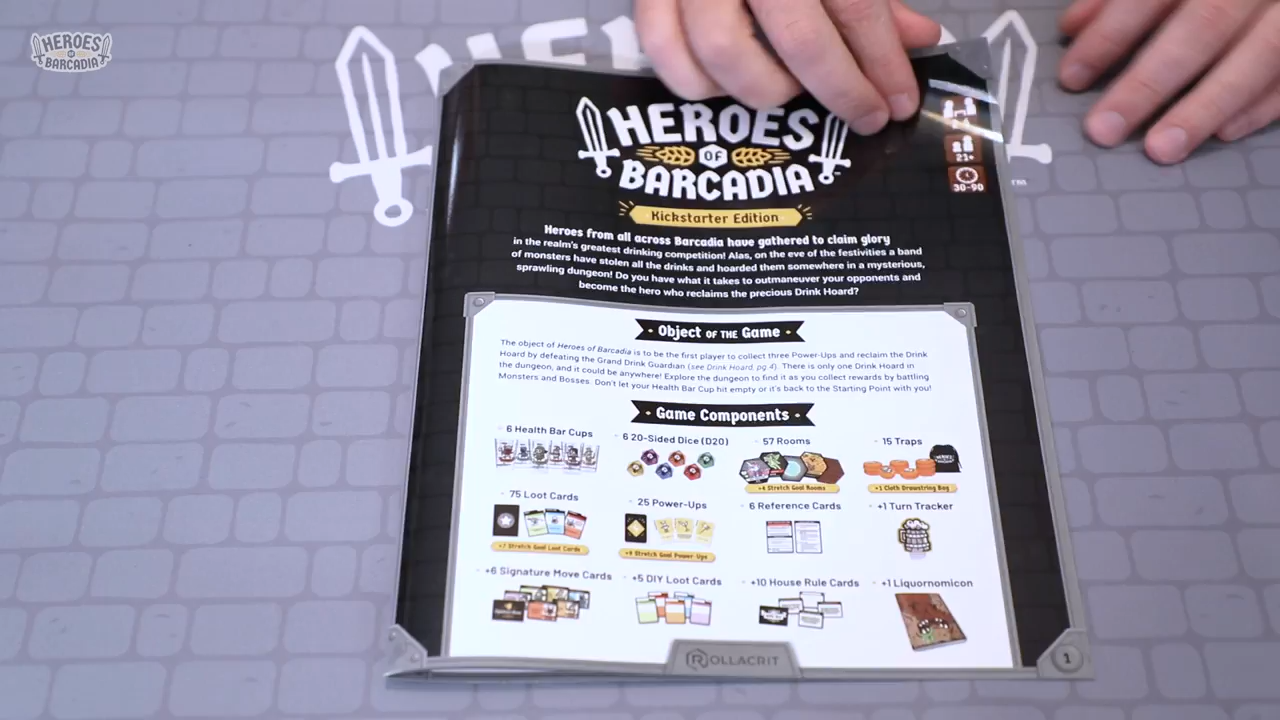 HEROES
OF
BARCADIA
HEROES
OF
BARCADIA
21+
30-90
Kickstarter Edition
Heroes from all across Barcadia have gathered to claim glory
in the realm's greatest drinking competition! Alas, on the eve of the festivities a band
of monsters have stolen all the drinks and hoarded them somewhere in a mysterious,
sprawling dungeon! Do you have what it takes to outmaneuver your opponents and
become the hero who reclaims the precious Drink Hoard?
Object OF THE Game
The object of Heroes of Barcadia is to be the first player to collect three Power-Ups and reclaim the Drink
Hoard by defeating the Grand Drink Guardian (see Drink Hoard, pg 4). There is only one Drink Hoard in
the dungeon, and it could be anywhere! Explore the dungeon to find it as you collect rewards by battling
Monsters and Bosses. Don't let your Health Bar Cup hit empty or it's back to the Starting Point with you!
Game Components
6 Health Bar Cups
6 20-Sided Dice (D20)
57 Rooms
15 Traps
+4 Stretch Goal Rooms
+1 Cloth Drawstring Bag
75 Loot Cards
25 Power-Ups
6 Reference Cards
+1 Turn Tracker
+7 Stretch Goal Loot Cards
+9 Stretch Goal Power-Ups
+6 Signature Move Cards
+5 DIY Loot Cards
+10 House Rule Cards
+1 Liquornomicon
ROLLACRIT
1